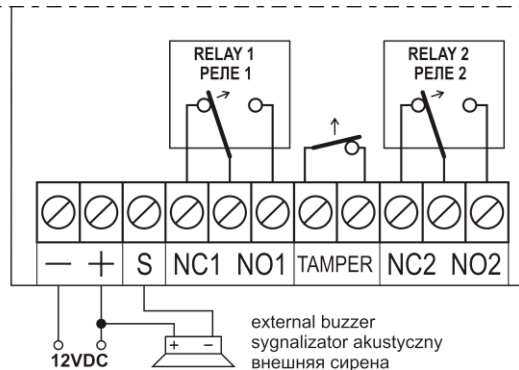 RELAY 1
РЕЛЕ 1
RELAY 2
РЕЛЕ 2
− + S NC1 NO1 TAMPER NC2 NO2
12VDC
+ −
external buzzer
sygnalizator akustyczny
внешняя сирена